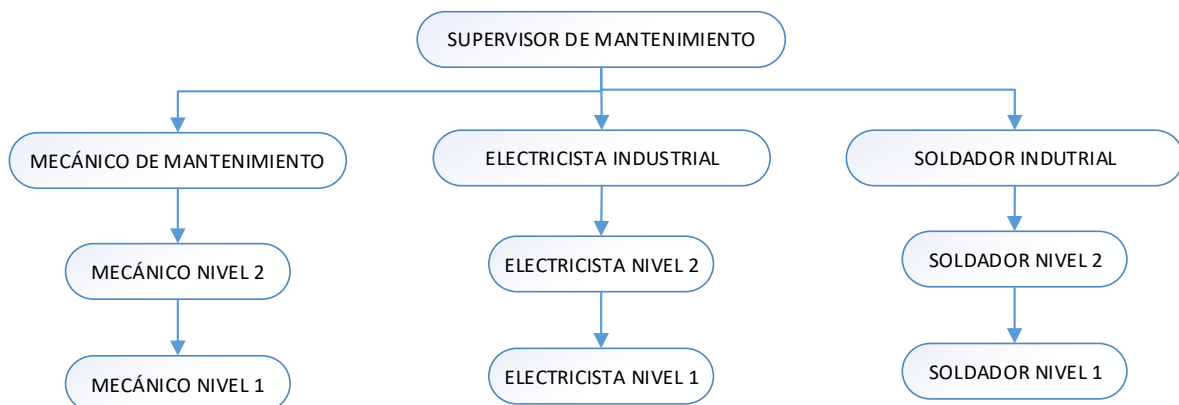 SUPERVISOR DE MANTENIMIENTO
MECÁNICO DE MANTENIMIENTO
ELECTRICISTA INDUSTRIAL
SOLDADOR INDUTRIAL
MECÁNICO NIVEL 2
ELECTRICISTA NIVEL 2
SOLDADOR NIVEL 2
MECÁNICO NIVEL 1
ELECTRICISTA NIVEL 1
SOLDADOR NIVEL 1